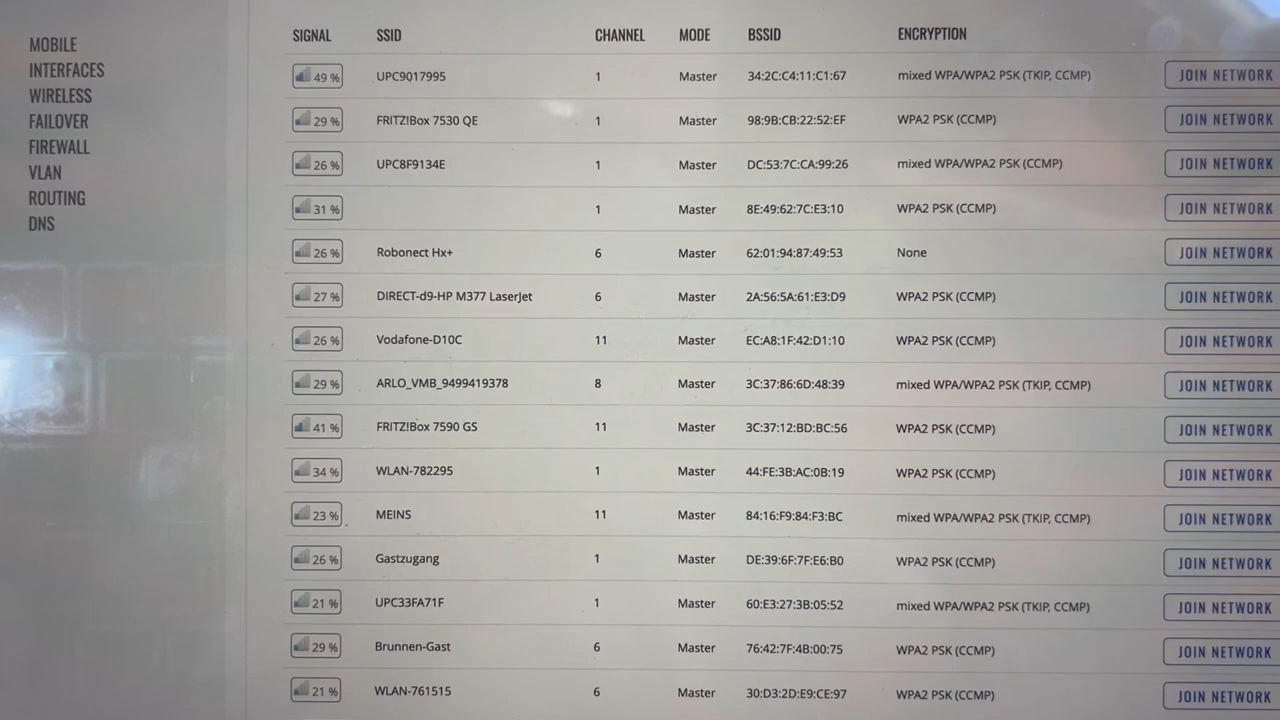 MOBILE
INTERFACES
WIRELESS
FAILOVER
FIREWALL
VLAN
ROUTING
DNS
SIGNAL SSID CHANNEL MODE BSSID ENCRYPTION
49 % UPC9017995 1 Master 34:2C:C4:11:C1:67 mixed WPA/WPA2 PSK (TKIP, CCMP) JOIN NETWORK
29 % FRITZ!Box 7530 QE 1 Master 98:9B:CB:22:52:EF WPA2 PSK (CCMP) JOIN NETWORK
26 % UPC8F9134E 1 Master DC:53:7C:CA:99:26 mixed WPA/WPA2 PSK (CCMP) JOIN NETWORK
31 % 1 Master 8E:49:62:7C:E3:10 WPA2 PSK (CCMP) JOIN NETWORK
26 % Robonect Hx+ 6 Master 62:01:94:87:49:53 None JOIN NETWORK
27 % DIRECT-d9-HP M377 LaserJet 6 Master 2A:56:5A:61:E3:D9 WPA2 PSK (CCMP) JOIN NETWORK
26 % Vodafone-D10C 11 Master EC:A8:1F:42:D1:10 WPA2 PSK (CCMP) JOIN NETWORK
29 % ARLO_VMB_9499419378 8 Master 3C:37:86:6D:48:39 mixed WPA/WPA2 PSK (TKIP, CCMP) JOIN NETWORK
41 % FRITZ!Box 7590 GS 11 Master 3C:37:12:BD:BC:56 WPA2 PSK (CCMP) JOIN NETWORK
34 % WLAN-782295 1 Master 44:FE:3B:AC:0B:19 WPA2 PSK (CCMP) JOIN NETWORK
23 % MEINS 11 Master 84:16:F9:84:F3:BC mixed WPA/WPA2 PSK (TKIP, CCMP) JOIN NETWORK
26 % Gastzugang 1 Master DE:39:6F:7F:E6:B0 WPA2 PSK (CCMP) JOIN NETWORK
21 % UPC33FA71F 1 Master 60:E3:27:3B:05:52 mixed WPA/WPA2 PSK (TKIP, CCMP) JOIN NETWORK
29 % Brunnen-Gast 6 Master 76:42:7F:4B:00:75 WPA2 PSK (CCMP) JOIN NETWORK
21 % WLAN-761515 6 Master 30:D3:2D:E9:CE:97 WPA2 PSK (CCMP) JOIN NETWORK